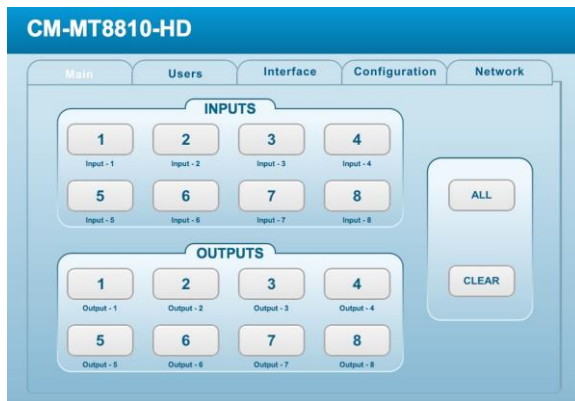 CM-MT8810-HD
Main Users Interface Configuration Network
INPUTS
1 2 3 4
Input - 1 Input - 2 Input - 3 Input - 4
5 6 7 8
Input - 5 Input - 6 Input - 7 Input - 8
ALL
OUTPUTS
1 2 3 4
Output - 1 Output - 2 Output - 3 Output - 4
CLEAR
5 6 7 8
Output - 5 Output - 6 Output - 7 Output - 8